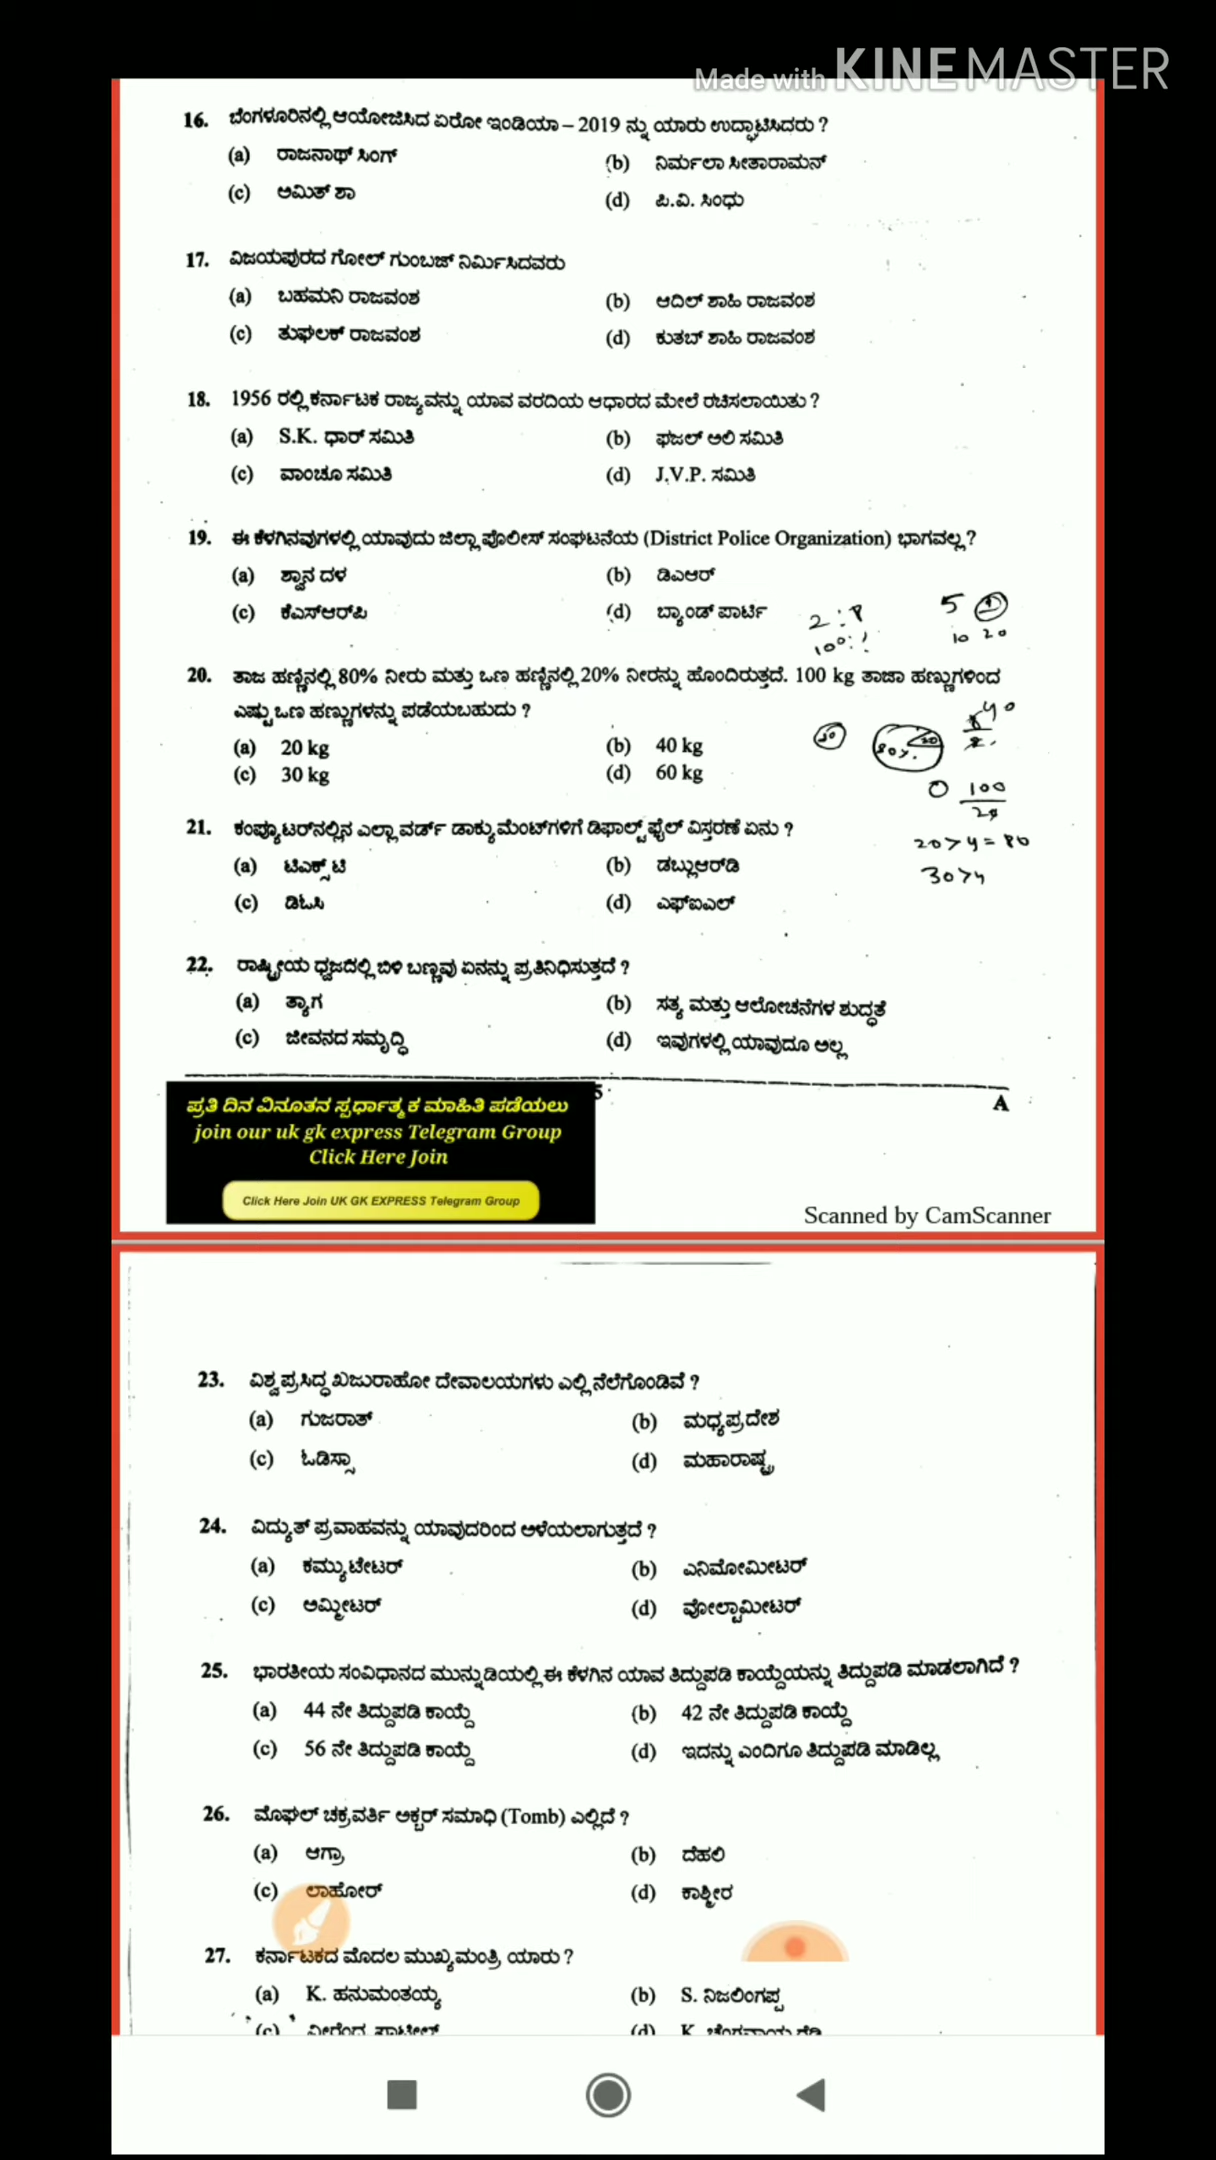 Made with KINEMASTER
16. ಬೆಂಗಳೂರಿನಲ್ಲಿ ಆಯೋಜಿಸಿದ ಏರೋ ಇಂಡಿಯಾ – 2019 ನ್ನು ಯಾರು ಉದ್ಘಾಟಿಸಿದರು ?
(a) ರಾಜನಾಥ್ ಸಿಂಗ್ (b) ನಿರ್ಮಲಾ ಸೀತಾರಾಮನ್
(c) ಅಮಿತ್ ಶಾ (d) ಪಿ.ವಿ. ಸಿಂಧು
17. ವಿಜಯಪುರದ ಗೋಲ್ ಗುಂಬಜ್ ನಿರ್ಮಿಸಿದವರು
(a) ಬಹಮನಿ ರಾಜವಂಶ (b) ಆದಿಲ್ ಶಾಹಿ ರಾಜವಂಶ
(c) ತುಘಲಕ್ ರಾಜವಂಶ (d) ಕುತಬ್ ಶಾಹಿ ರಾಜವಂಶ
18. 1956 ರಲ್ಲಿ ಕರ್ನಾಟಕ ರಾಜ್ಯವನ್ನು ಯಾವ ವರದಿಯ ಆಧಾರದ ಮೇಲೆ ರಚಿಸಲಾಯಿತು ?
(a) S.K. ಧಾರ್ ಸಮಿತಿ (b) ಫಜಲ್ ಅಲಿ ಸಮಿತಿ
(c) ವಾಂಚೂ ಸಮಿತಿ (d) J.V.P. ಸಮಿತಿ
19. ಈ ಕೆಳಗಿನವುಗಳಲ್ಲಿ ಯಾವುದು ಜಿಲ್ಲಾ ಪೊಲೀಸ್ ಸಂಘಟನೆಯ (District Police Organization) ಭಾಗವಲ್ಲ ?
(a) ಶ್ವಾನ ದಳ (b) ಡಿಎಆರ್
(c) ಕೆಎಸ್ಆರ್‌ಪಿ (d) ಬ್ಯಾಂಡ್ ಪಾರ್ಟಿ
10 20
20. ತಾಜ ಹಣ್ಣಿನಲ್ಲಿ 80% ನೀರು ಮತ್ತು ಒಣ ಹಣ್ಣಿನಲ್ಲಿ 20% ನೀರನ್ನು ಹೊಂದಿರುತ್ತದೆ. 100 kg ತಾಜಾ ಹಣ್ಣುಗಳಿಂದ
ಎಷ್ಟು ಒಣ ಹಣ್ಣುಗಳನ್ನು ಪಡೆಯಬಹುದು ?
(a) 20 kg (b) 40 kg
(c) 30 kg (d) 60 kg
100
21. ಕಂಪ್ಯೂಟರ್‌ನಲ್ಲಿನ ಎಲ್ಲಾ ವರ್ಡ್ ಡಾಕ್ಯುಮೆಂಟ್‌ಗಳಿಗೆ ಡಿಫಾಲ್ಟ್ ಫೈಲ್ ವಿಸ್ತರಣೆ ಏನು ?
(a) ಟಿಎಕ್ಸ್‌ಟಿ (b) ಡಬ್ಲುಆರ್‌ಡಿ
(c) ಡಿಓಸಿ (d) ಎಫ್ಐಎಲ್
22. ರಾಷ್ಟ್ರೀಯ ಧ್ವಜದಲ್ಲಿ ಬಿಳಿ ಬಣ್ಣವು ಏನನ್ನು ಪ್ರತಿನಿಧಿಸುತ್ತದೆ ?
(a) ತ್ಯಾಗ (b) ಸತ್ಯ ಮತ್ತು ಆಲೋಚನೆಗಳ ಶುದ್ಧತೆ
(c) ಜೀವನದ ಸಮೃದ್ಧಿ (d) ಇವುಗಳಲ್ಲಿ ಯಾವುದೂ ಅಲ್ಲ
5 A
ಪ್ರತಿ ದಿನ ವಿನೂತನ ಸ್ಪರ್ಧಾತ್ಮಕ ಮಾಹಿತಿ ಪಡೆಯಲು
join our uk gk express Telegram Group
Click Here Join
Click Here Join UK GK EXPRESS Telegram Group
Scanned by CamScanner
23. ವಿಶ್ವ ಪ್ರಸಿದ್ಧ ಖಜುರಾಹೋ ದೇವಾಲಯಗಳು ಎಲ್ಲಿ ನೆಲೆಗೊಂಡಿವೆ ?
(a) ಗುಜರಾತ್ (b) ಮಧ್ಯಪ್ರದೇಶ
(c) ಓಡಿಸ್ಸಾ (d) ಮಹಾರಾಷ್ಟ್ರ
24. ವಿದ್ಯುತ್ ಪ್ರವಾಹವನ್ನು ಯಾವುದರಿಂದ ಅಳೆಯಲಾಗುತ್ತದೆ ?
(a) ಕಮ್ಯುಟೇಟರ್ (b) ಎನಿಮೋಮೀಟರ್
(c) ಅಮ್ಮೀಟರ್ (d) ವೋಲ್ಟಾಮೀಟರ್
25. ಭಾರತೀಯ ಸಂವಿಧಾನದ ಮುನ್ನುಡಿಯಲ್ಲಿ ಈ ಕೆಳಗಿನ ಯಾವ ತಿದ್ದುಪಡಿ ಕಾಯ್ದೆಯನ್ನು ತಿದ್ದುಪಡಿ ಮಾಡಲಾಗಿದೆ ?
(a) 44 ನೇ ತಿದ್ದುಪಡಿ ಕಾಯ್ದೆ (b) 42 ನೇ ತಿದ್ದುಪಡಿ ಕಾಯ್ದೆ
(c) 56 ನೇ ತಿದ್ದುಪಡಿ ಕಾಯ್ದೆ (d) ಇದನ್ನು ಎಂದಿಗೂ ತಿದ್ದುಪಡಿ ಮಾಡಿಲ್ಲ
26. ಮೊಘಲ್ ಚಕ್ರವರ್ತಿ ಅಕ್ಬರ್ ಸಮಾಧಿ (Tomb) ಎಲ್ಲಿದೆ ?
(a) ಆಗ್ರಾ (b) ದೆಹಲಿ
(c) ಲಾಹೋರ್ (d) ಕಾಶ್ಮೀರ
27. ಕರ್ನಾಟಕದ ಮೊದಲ ಮುಖ್ಯಮಂತ್ರಿ ಯಾರು ?
(a) K. ಹನುಮಂತಯ್ಯ (b) S. ನಿಜಲಿಂಗಪ್ಪ
(c) ವೀರೇಂದ್ರ ಪಾಟೀಲ್ (d) K.